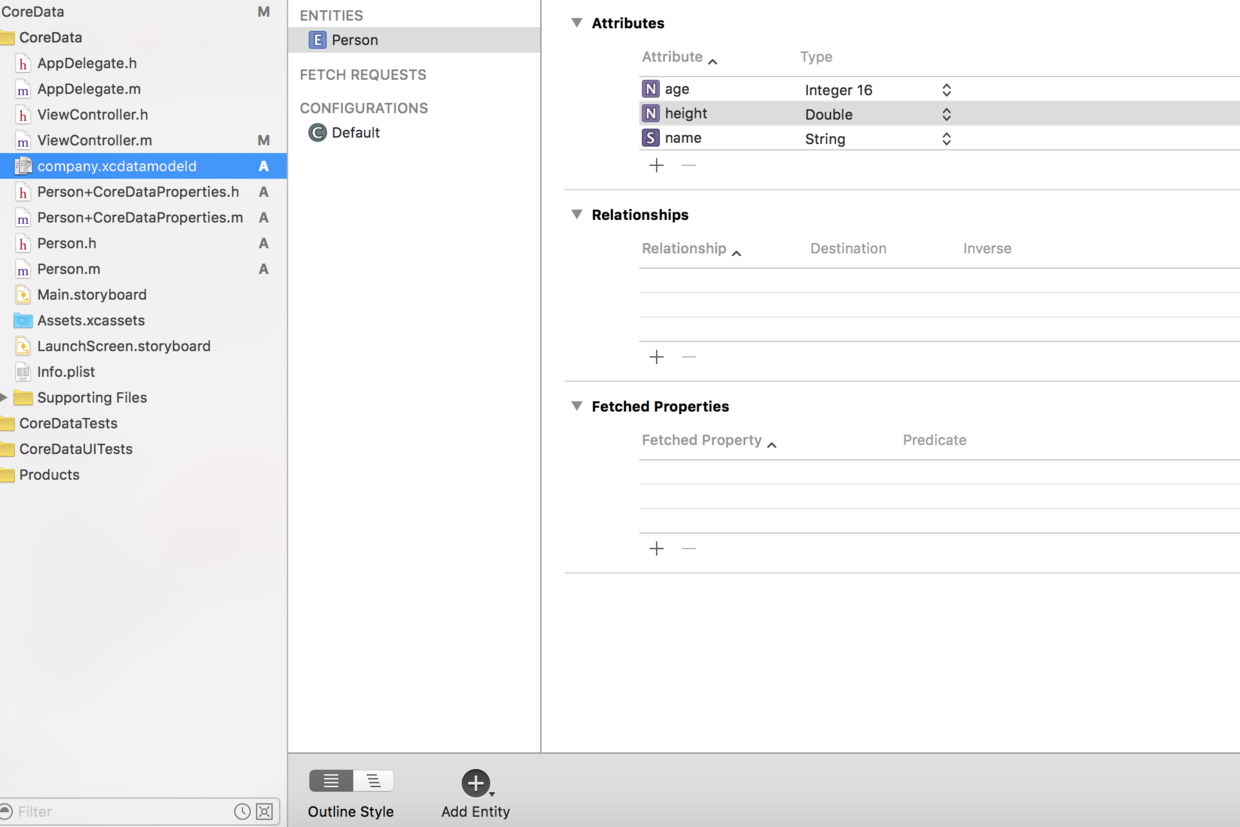 CoreData M
CoreData
h AppDelegate.h
m AppDelegate.m
h ViewController.h
m ViewController.m M
company.xcdatamodeld A
h Person+CoreDataProperties.h A
m Person+CoreDataProperties.m A
h Person.h A
m Person.m A
Main.storyboard
Assets.xcassets
LaunchScreen.storyboard
Info.plist
Supporting Files
CoreDataTests
CoreDataUITests
Products
Filter
ENTITIES
E Person
FETCH REQUESTS
CONFIGURATIONS
C Default
Attributes
Attribute Type
N age Integer 16
N height Double
S name String
Relationships
Relationship Destination Inverse
Fetched Properties
Fetched Property Predicate
Outline Style Add Entity